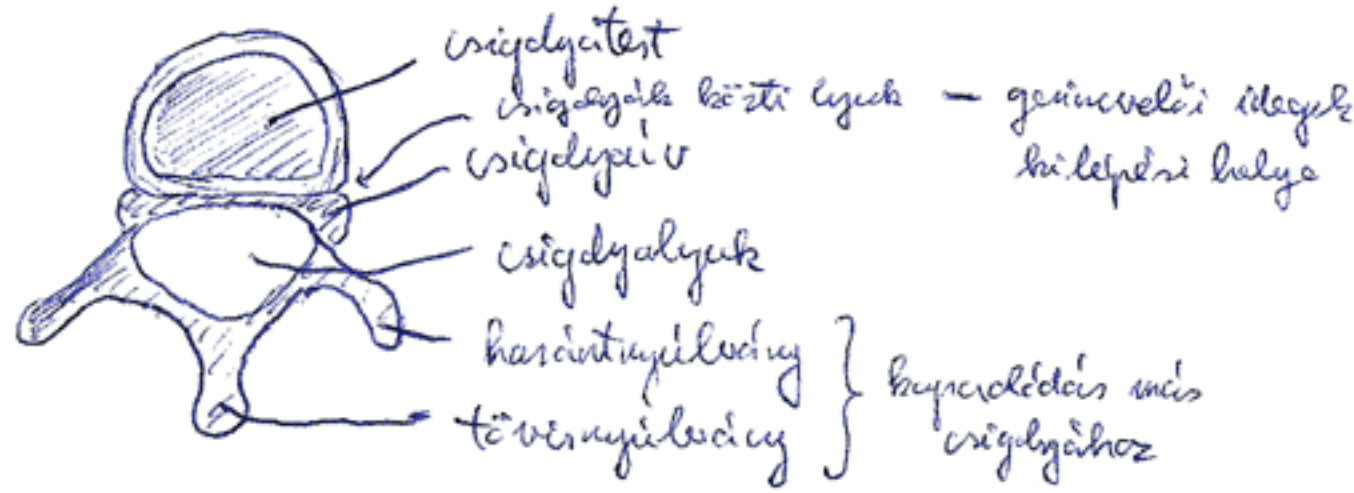 csigolyatest
csigolyák közti lyuk – gerincvelői idegek
kilépési helye
csigolyaív
csigolyalyuk
harántnyúlvány
tövisnyúlvány
kapcsolódás más
csigolyához